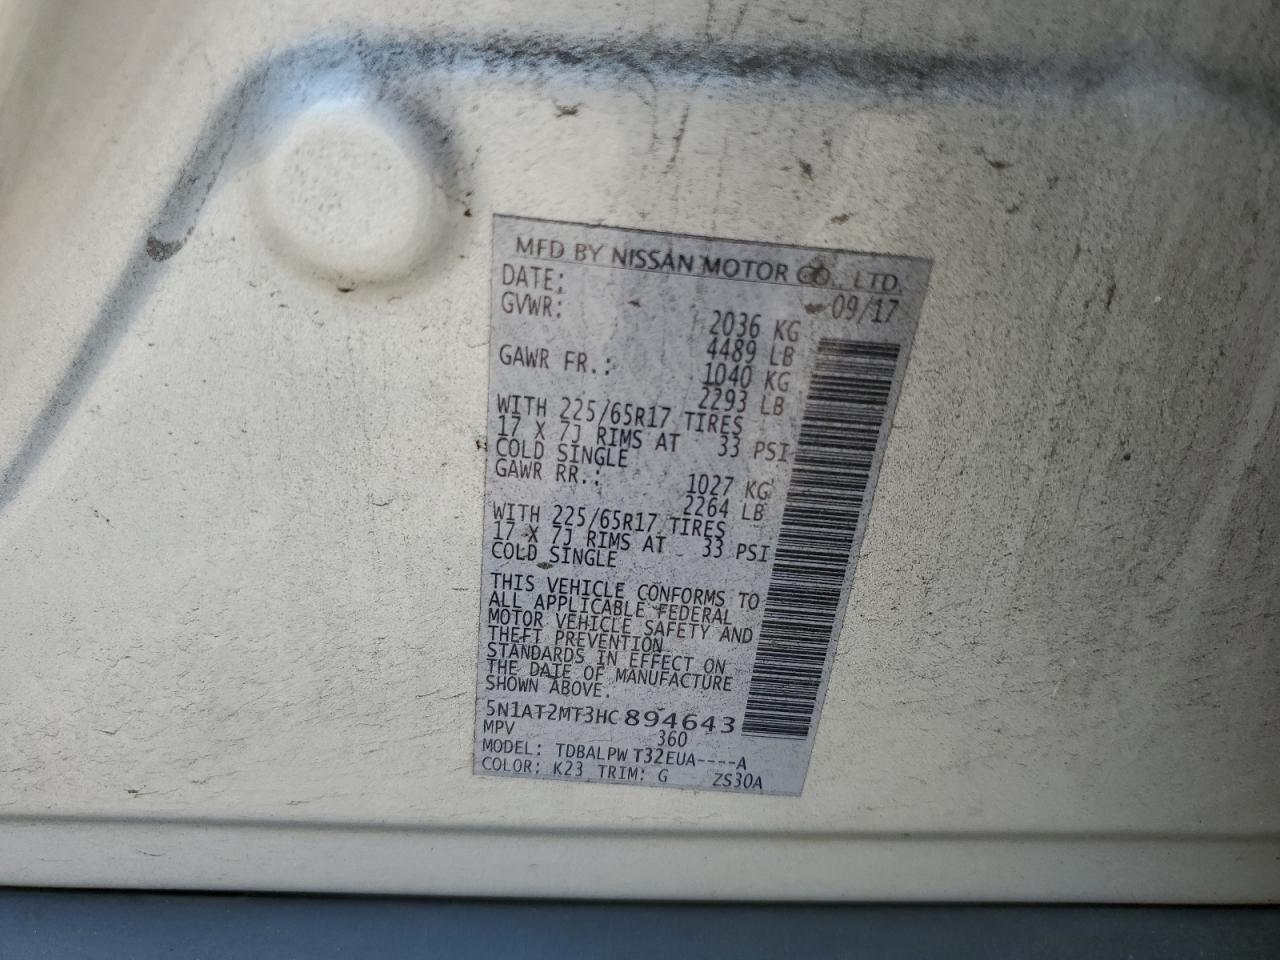 MFD BY NISSAN MOTOR CO., LTD.
DATE: 09/17
GVWR: 2036 KG
4489 LB
GAWR FR.: 1040 KG
2293 LB
WITH 225/65R17 TIRES
17 X 7J RIMS AT 33 PSI
COLD SINGLE
GAWR RR.: 1027 KG
2264 LB
WITH 225/65R17 TIRES
17 X 7J RIMS AT 33 PSI
COLD SINGLE
THIS VEHICLE CONFORMS TO
ALL APPLICABLE FEDERAL
MOTOR VEHICLE SAFETY AND
THEFT PREVENTION
STANDARDS IN EFFECT ON
THE DATE OF MANUFACTURE
SHOWN ABOVE.
5N1AT2MT3HC894643
MPV 360
MODEL: TDBALPW T32EUA----A
COLOR: K23 TRIM: G ZS30A